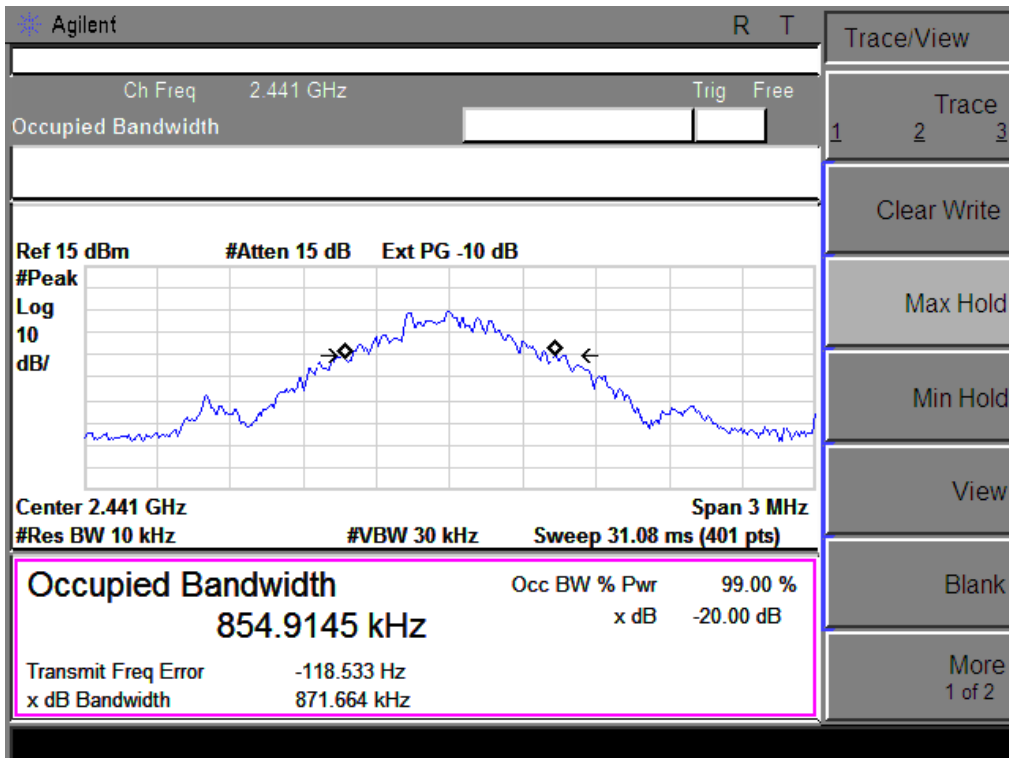 Agilent R T
Ch Freq 2.441 GHz Trig Free
Occupied Bandwidth
Ref 15 dBm #Atten 15 dB Ext PG -10 dB
#Peak
Log
10
dB/
Center 2.441 GHz Span 3 MHz
#Res BW 10 kHz #VBW 30 kHz Sweep 31.08 ms (401 pts)
Occupied Bandwidth Occ BW % Pwr 99.00 %
854.9145 kHz x dB -20.00 dB
Transmit Freq Error -118.533 Hz
x dB Bandwidth 871.664 kHz
Trace/View
Trace
1 2 3
Clear Write
Max Hold
Min Hold
View
Blank
More
1 of 2